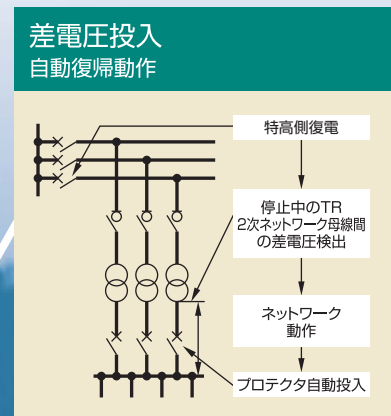 差電圧投入
自動復帰動作
特高側復電
停止中のTR
2次ネットワーク母線間
の差電圧検出
ネットワーク
動作
プロテクタ自動投入